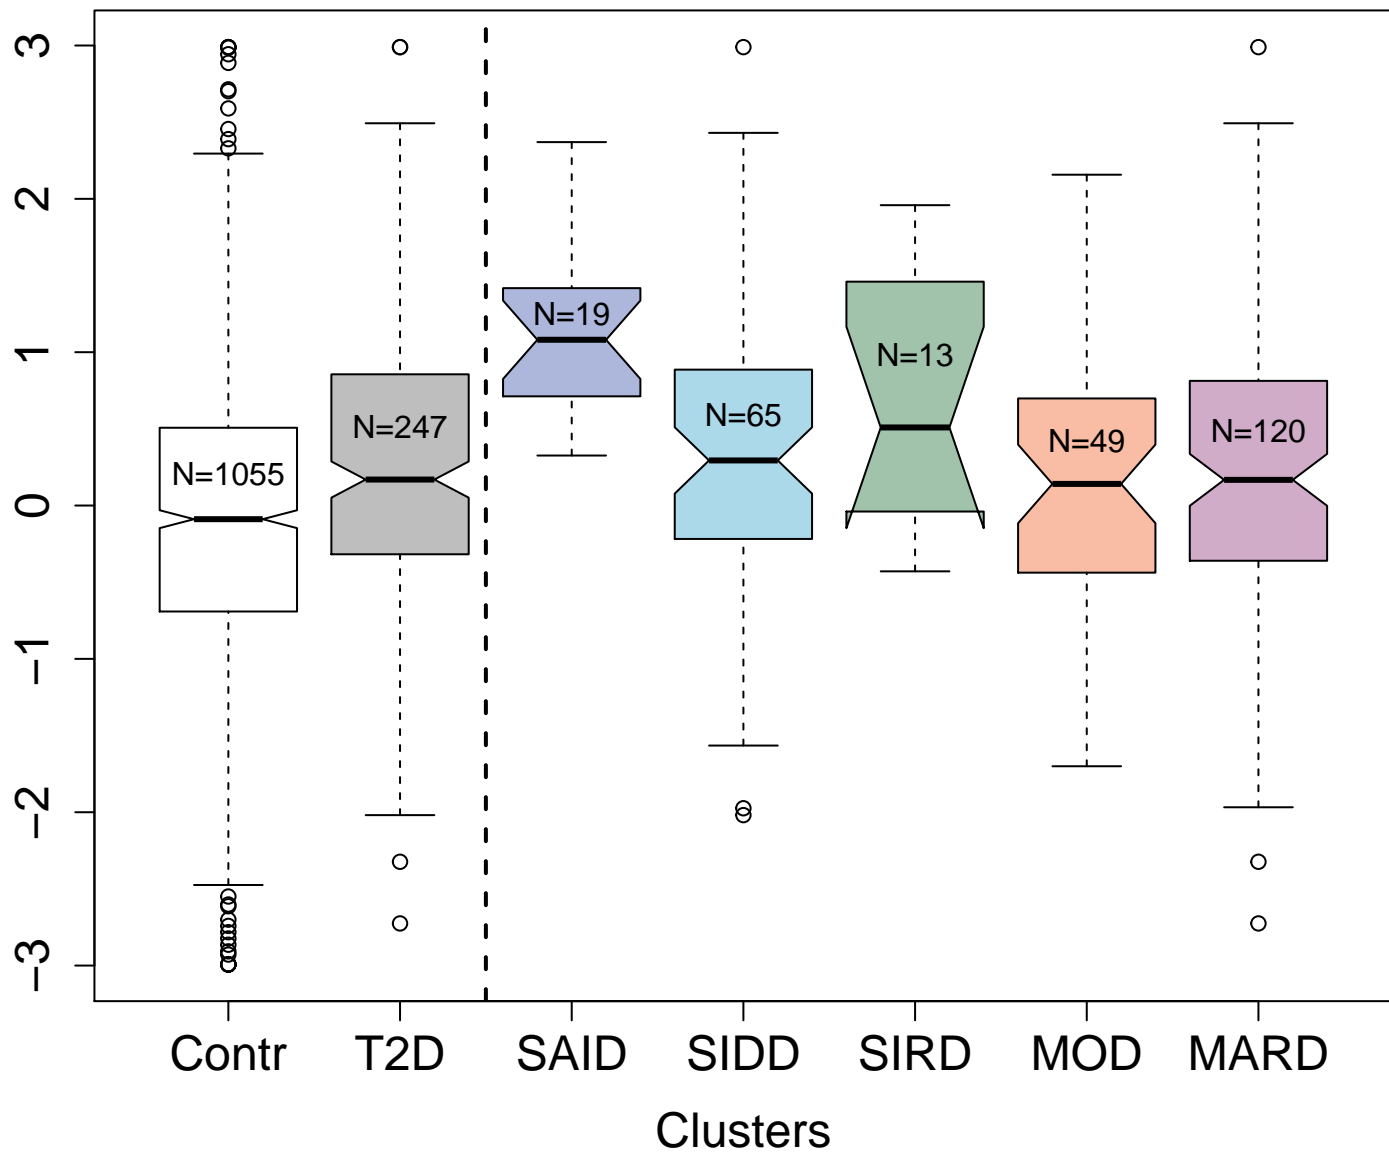 3
2
1
0
−1
−2
−3
N=1055
N=247
N=19
N=65
N=13
N=49
N=120
Contr T2D SAID SIDD SIRD MOD MARD
Clusters